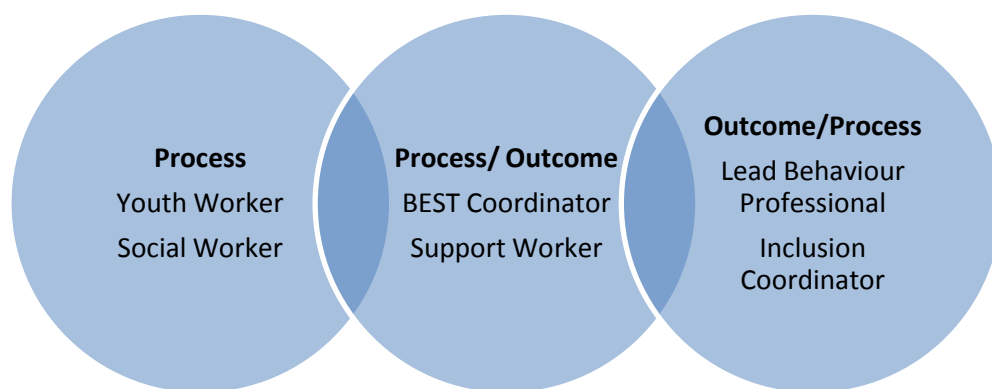 Process
Youth Worker
Social Worker
Process/ Outcome
BEST Coordinator
Support Worker
Outcome/Process
Lead Behaviour
Professional
Inclusion
Coordinator